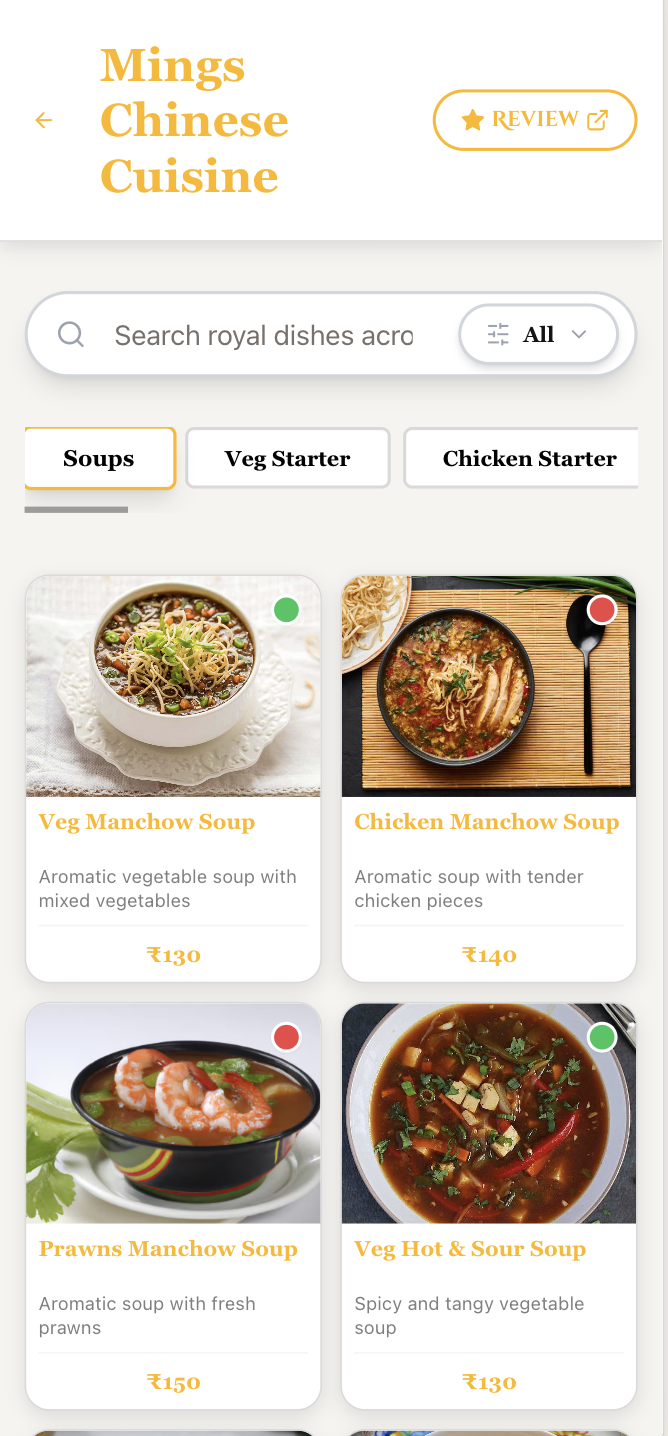 Mings
Chinese
Cuisine
REVIEW
Search royal dishes acro
All
Soups
Veg Starter
Chicken Starter
Veg Manchow Soup
Aromatic vegetable soup with
mixed vegetables
₹130
Chicken Manchow Soup
Aromatic soup with tender
chicken pieces
₹140
Prawns Manchow Soup
Aromatic soup with fresh
prawns
₹150
Veg Hot & Sour Soup
Spicy and tangy vegetable
soup
₹130